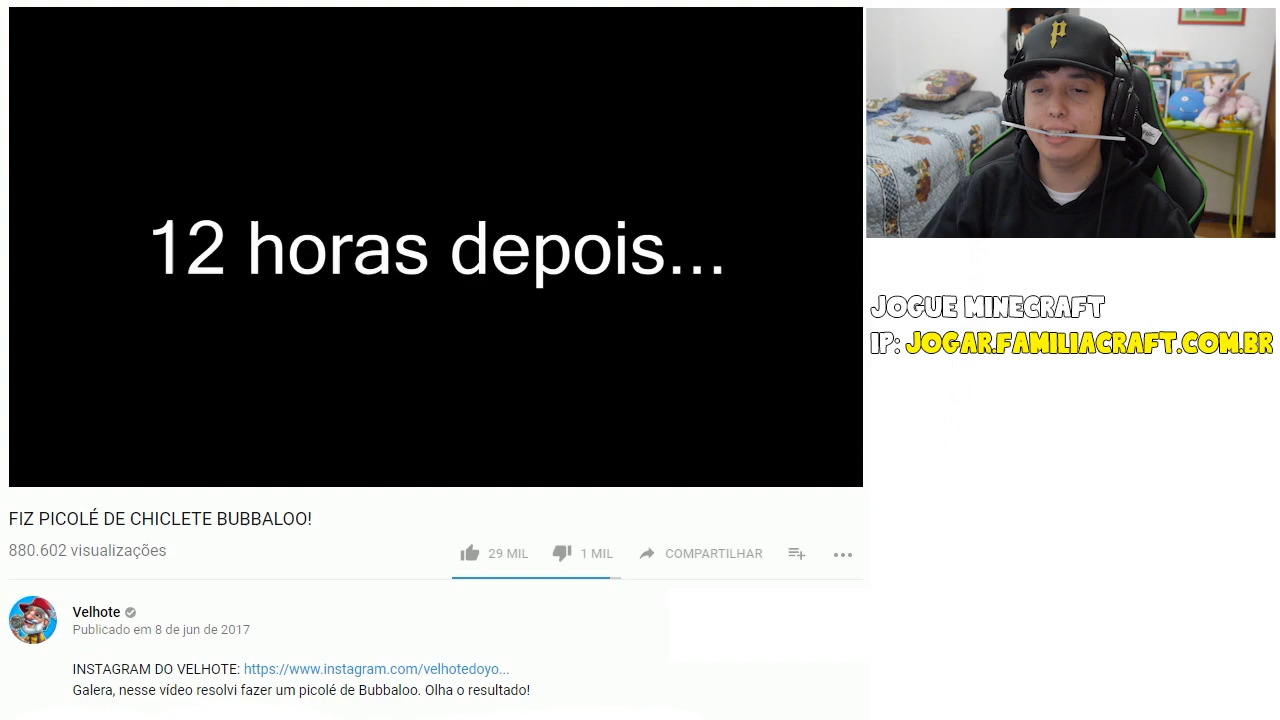 12 horas depois...
JOGUE MINECRAFT
IP: JOGAR.FAMILIACRAFT.COM.BR
FIZ PICOLÉ DE CHICLETE BUBBALOO!
880.602 visualizações
29 MIL
1 MIL
COMPARTILHAR
Velhote
Publicado em 8 de jun de 2017
INSTAGRAM DO VELHOTE: https://www.instagram.com/velhotedoyo...
Galera, nesse vídeo resolvi fazer um picolé de Bubbaloo. Olha o resultado!